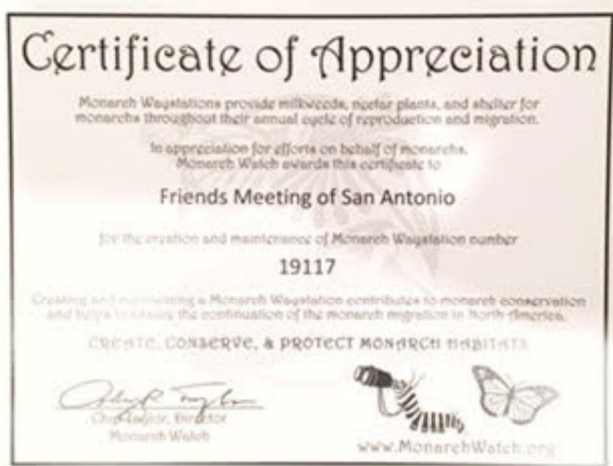 Certificate of Appreciation
Monarch Waystations provide milkweeds, nectar plants, and shelter for
monarchs throughout their annual cycle of reproduction and migration.
In appreciation for efforts on behalf of monarchs,
Monarch Watch awards this certificate to
Friends Meeting of San Antonio
for the creation and maintenance of Monarch Waystation number
19117
Creating and maintaining a Monarch Waystation contributes to monarch conservation
and helps to assure the continuation of the monarch migration in North America.
CREATE, CONSERVE, & PROTECT MONARCH HABITATS
Chip Taylor, Director
Monarch Watch
www.MonarchWatch.org